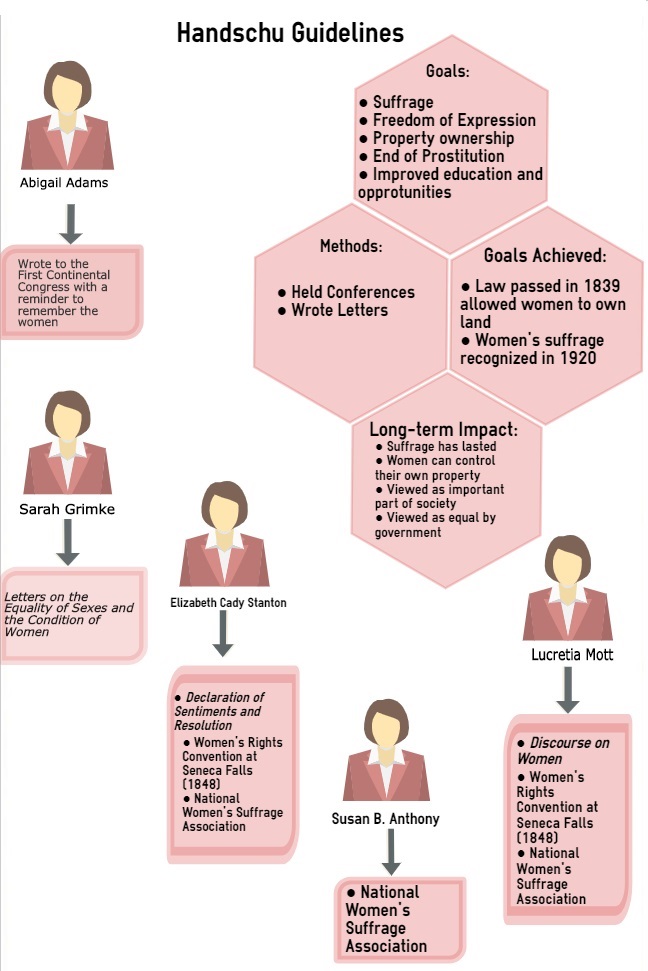 Handschu Guidelines
Goals:
● Suffrage
● Freedom of Expression
● Property ownership
● End of Prostitution
● Improved education and
opprotunities
Abigail Adams
Wrote to the
First Continental
Congress with a
reminder to
remember the
women
Methods:
● Held Conferences
● Wrote Letters
Goals Achieved:
● Law passed in 1839
allowed women to own
land
● Women's suffrage
recognized in 1920
Long-term Impact:
● Suffrage has lasted
● Women can control
their own property
● Viewed as important
part of society
● Viewed as equal by
government
Sarah Grimke
Letters on the
Equality of Sexes and
the Condition of
Women
Elizabeth Cady Stanton
● Declaration of
Sentiments and
Resolution
● Women's Rights
Convention at
Seneca Falls
(1848)
● National
Women's Suffrage
Association
Susan B. Anthony
● National
Women's
Suffrage
Association
Lucretia Mott
● Discourse on
Women
● Women's
Rights
Convention at
Seneca Falls
(1848)
● National
Women's
Suffrage
Association